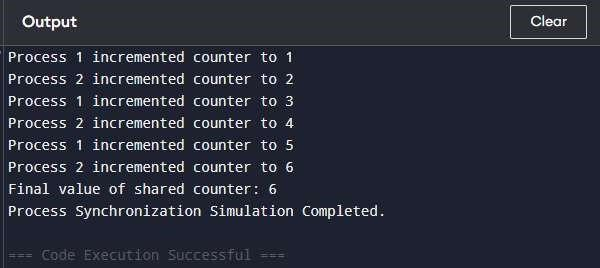 Output
Clear
Process 1 incremented counter to 1
Process 2 incremented counter to 2
Process 1 incremented counter to 3
Process 2 incremented counter to 4
Process 1 incremented counter to 5
Process 2 incremented counter to 6
Final value of shared counter: 6
Process Synchronization Simulation Completed.
=== Code Execution Successful ===